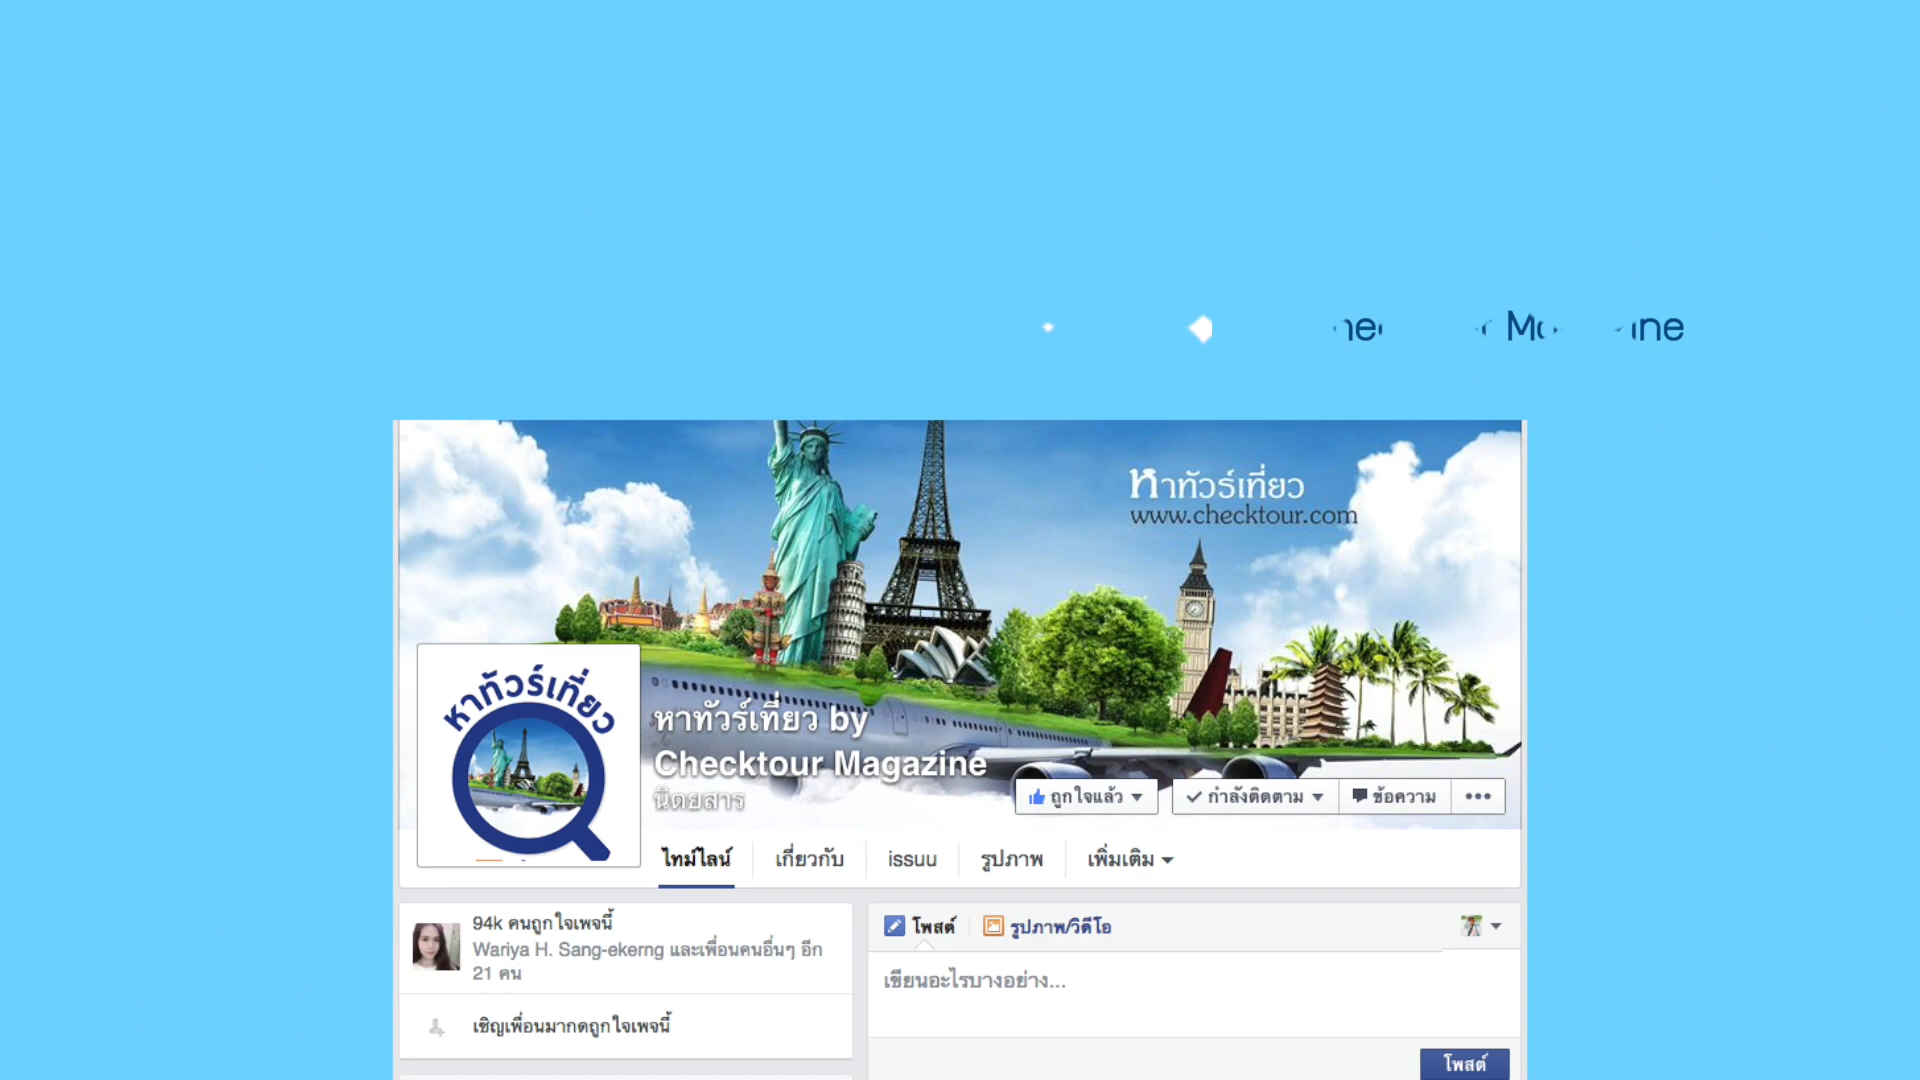 หาทัวร์เที่ยว
www.checktour.com
หาทัวร์เที่ยว
หาทัวร์เที่ยว by
Checktour Magazine
นิตยสาร
ถูกใจแล้ว
กำลังติดตาม
ข้อความ
ไทม์ไลน์
เกี่ยวกับ
issuu
รูปภาพ
เพิ่มเติม
94k คนถูกใจเพจนี้
Wariya H. Sang-ekerng และเพื่อนคนอื่นๆ อีก
21 คน
เชิญเพื่อนมากดถูกใจเพจนี้
โพสต์
รูปภาพ/วิดีโอ
เขียนอะไรบางอย่าง...
โพสต์